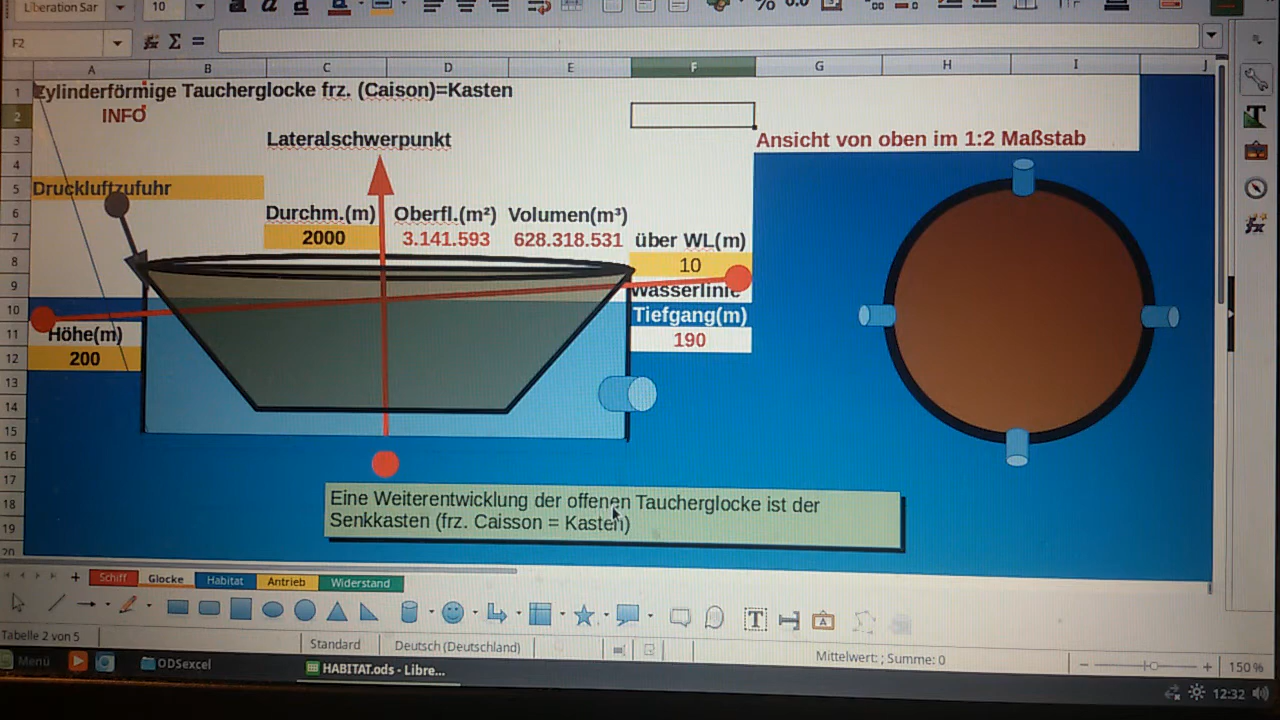 Liberation Sar 10
F2
A B C D E F G H I J
1 Zylinderförmige Taucherglocke frz. (Caison)=Kasten
2 INFO
3 Lateralschwerpunkt Ansicht von oben im 1:2 Maßstab
4
5 Druckluftzufuhr
6 Durchm.(m) Oberfl.(m²) Volumen(m³)
7 2000 3.141.593 628.318.531 über WL(m)
8 10
9 Wasserlinie
10 Tiefgang(m)
11 Höhe(m) 190
12 200
13
14
15
16
17
18 Eine Weiterentwicklung der offenen Taucherglocke ist der
19 Senkkasten (frz. Caisson = Kasten)
20
Schiff Glocke Habitat Antrieb Widerstand
Tabelle 2 von 5 Standard Deutsch (Deutschland) Mittelwert: ; Summe: 0 150 %
Menü ODSexcel HABITAT.ods - Libre... 12:32